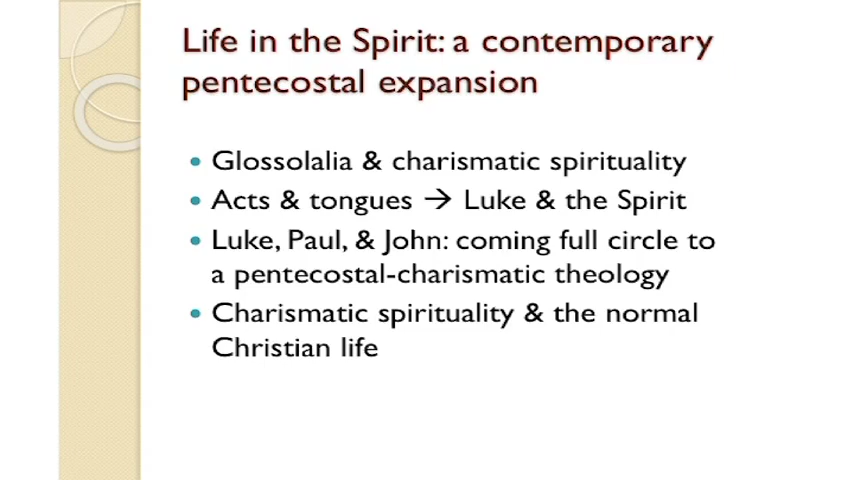 Life in the Spirit: a contemporary
pentecostal expansion
• Glossolalia & charismatic spirituality
• Acts & tongues → Luke & the Spirit
• Luke, Paul, & John: coming full circle to
a pentecostal-charismatic theology
• Charismatic spirituality & the normal
Christian life